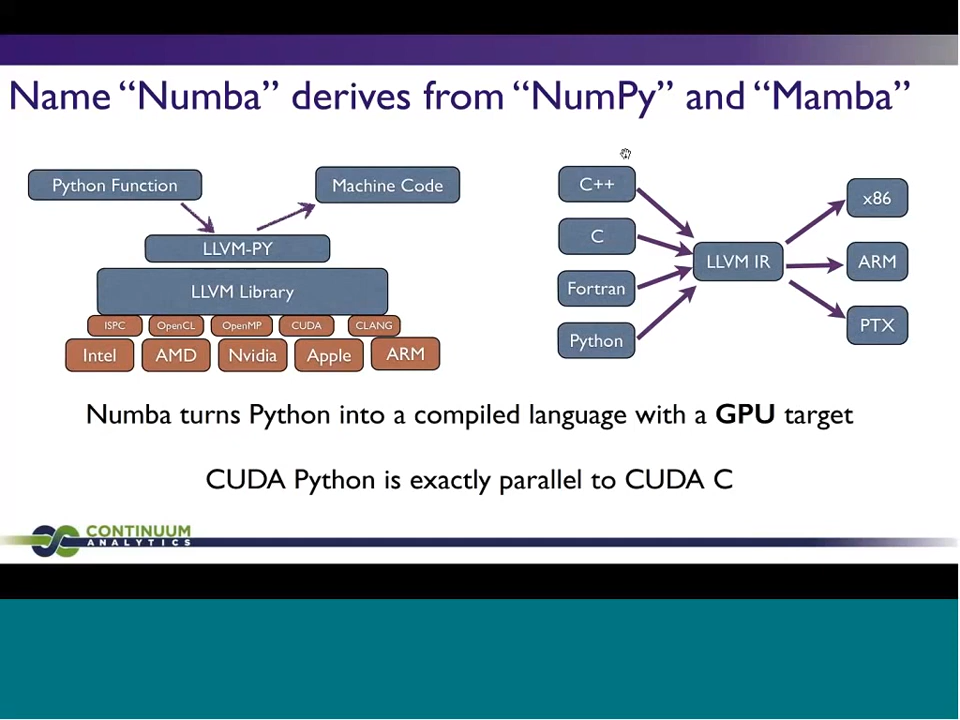 Name “Numba” derives from “NumPy” and “Mamba”
Python Function
Machine Code
LLVM-PY
LLVM Library
ISPC
OpenCL
OpenMP
CUDA
CLANG
Intel
AMD
Nvidia
Apple
ARM
C++
C
Fortran
Python
LLVM IR
x86
ARM
PTX
Numba turns Python into a compiled language with a GPU target
CUDA Python is exactly parallel to CUDA C
CONTINUUM
ANALYTICS